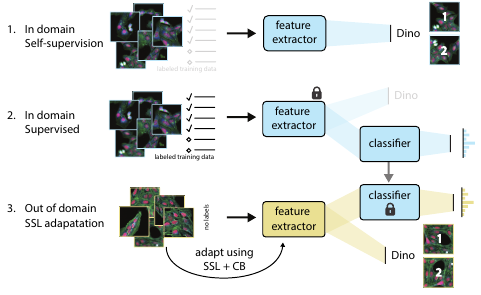 1. In domain
Self-supervision
labeled training data
feature
extractor
Dino
1
2
2. In domain
Supervised
labeled training data
feature
extractor
Dino
classifier
3. Out of domain
SSL adapatation
no labels
feature
extractor
classifier
adapt using
SSL + CB
Dino
1
2